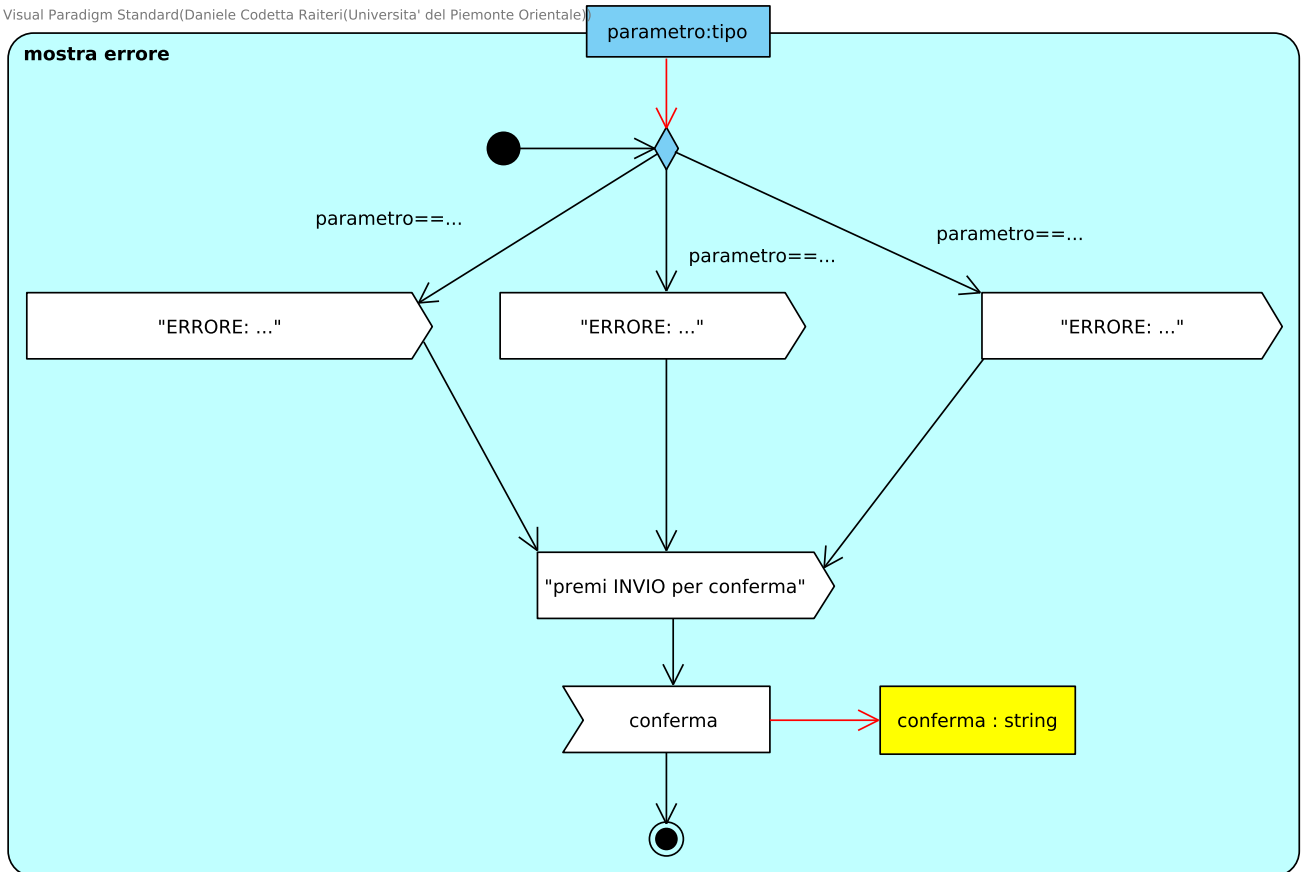 Visual Paradigm Standard(Daniele Codetta Raiteri(Universita' del Piemonte Orientale))
parametro:tipo
mostra errore
parametro==...
parametro==...
parametro==...
"ERRORE: ..."
"ERRORE: ..."
"ERRORE: ..."
"premi INVIO per conferma"
conferma
conferma : string